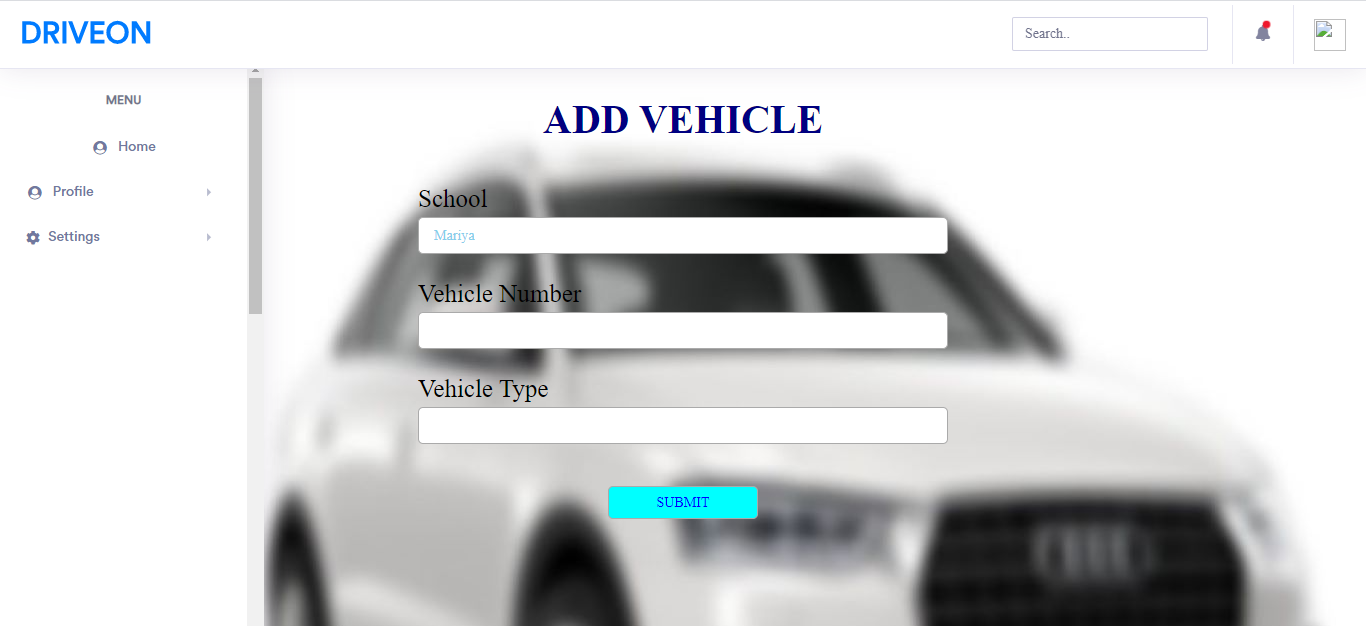 DRIVEON
Search..
MENU
Home
Profile
Settings
ADD VEHICLE
School
Mariya
Vehicle Number
Vehicle Type
SUBMIT